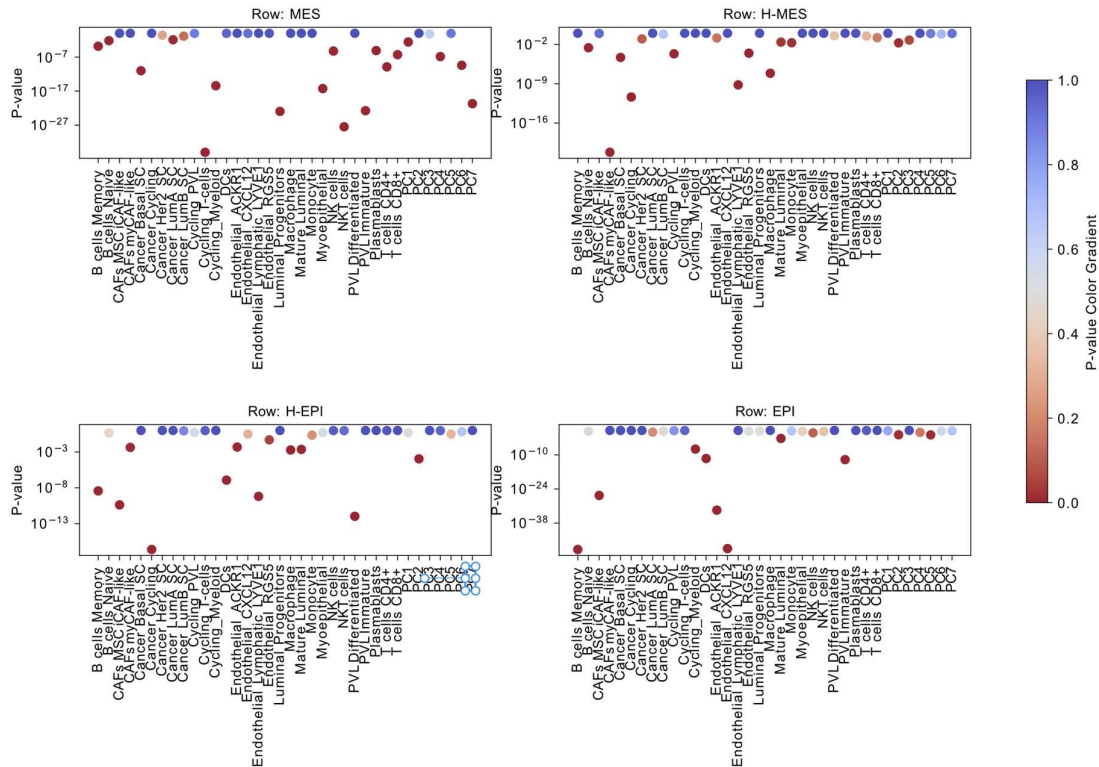 Row: MES
P-value
10⁻⁷
10⁻¹⁷
10⁻²⁷
B cells Memory
B cells Naive
CAFs MSC iCAF-like
CAFs myCAF-like
Cancer Basal SC
Cancer Cycling
Cancer Her2 SC
Cancer LumA SC
Cancer LumB SC
Cycling PVL
Cycling T-cells
Cycling_Myeloid
DCs
Endothelial ACKR1
Endothelial CXCL12
Endothelial Lymphatic LYVE1
Endothelial RGS5
Luminal Progenitors
Macrophage
Mature Luminal
Monocyte
Myoepithelial
NK cells
NKT cells
PVL Differentiated
PVL Immature
Plasmablasts
T cells CD4+
T cells CD8+
PC1
PC2
PC3
PC4
PC5
PC6
PC7
Row: H-MES
P-value
10⁻²
10⁻⁹
10⁻¹⁶
B cells Memory
B cells Naive
CAFs MSC iCAF-like
CAFs myCAF-like
Cancer Basal SC
Cancer Cycling
Cancer Her2 SC
Cancer LumA SC
Cancer LumB SC
Cycling PVL
Cycling T-cells
Cycling_Myeloid
DCs
Endothelial ACKR1
Endothelial CXCL12
Endothelial Lymphatic LYVE1
Endothelial RGS5
Luminal Progenitors
Macrophage
Mature Luminal
Monocyte
Myoepithelial
NK cells
NKT cells
PVL Differentiated
PVL Immature
Plasmablasts
T cells CD4+
T cells CD8+
PC1
PC2
PC3
PC4
PC5
PC6
PC7
Row: H-EPI
P-value
10⁻³
10⁻⁸
10⁻¹³
B cells Memory
B cells Naive
CAFs MSC iCAF-like
CAFs myCAF-like
Cancer Basal SC
Cancer Cycling
Cancer Her2 SC
Cancer LumA SC
Cancer LumB SC
Cycling PVL
Cycling T-cells
Cycling_Myeloid
DCs
Endothelial ACKR1
Endothelial CXCL12
Endothelial Lymphatic LYVE1
Endothelial RGS5
Luminal Progenitors
Macrophage
Mature Luminal
Monocyte
Myoepithelial
NK cells
NKT cells
PVL Differentiated
PVL Immature
Plasmablasts
T cells CD4+
T cells CD8+
PC1
PC2
PC3
PC4
PC5
PC6
PC7
Row: EPI
P-value
10⁻¹⁰
10⁻²⁴
10⁻³⁸
B cells Memory
B cells Naive
CAFs MSC iCAF-like
CAFs myCAF-like
Cancer Basal SC
Cancer Cycling
Cancer Her2 SC
Cancer LumA SC
Cancer LumB SC
Cycling PVL
Cycling T-cells
Cycling_Myeloid
DCs
Endothelial ACKR1
Endothelial CXCL12
Endothelial Lymphatic LYVE1
Endothelial RGS5
Luminal Progenitors
Macrophage
Mature Luminal
Monocyte
Myoepithelial
NK cells
NKT cells
PVL Differentiated
PVL Immature
Plasmablasts
T cells CD4+
T cells CD8+
PC1
PC2
PC3
PC4
PC5
PC6
PC7
1.0
0.8
0.6
0.4
0.2
0.0
P-value Color Gradient